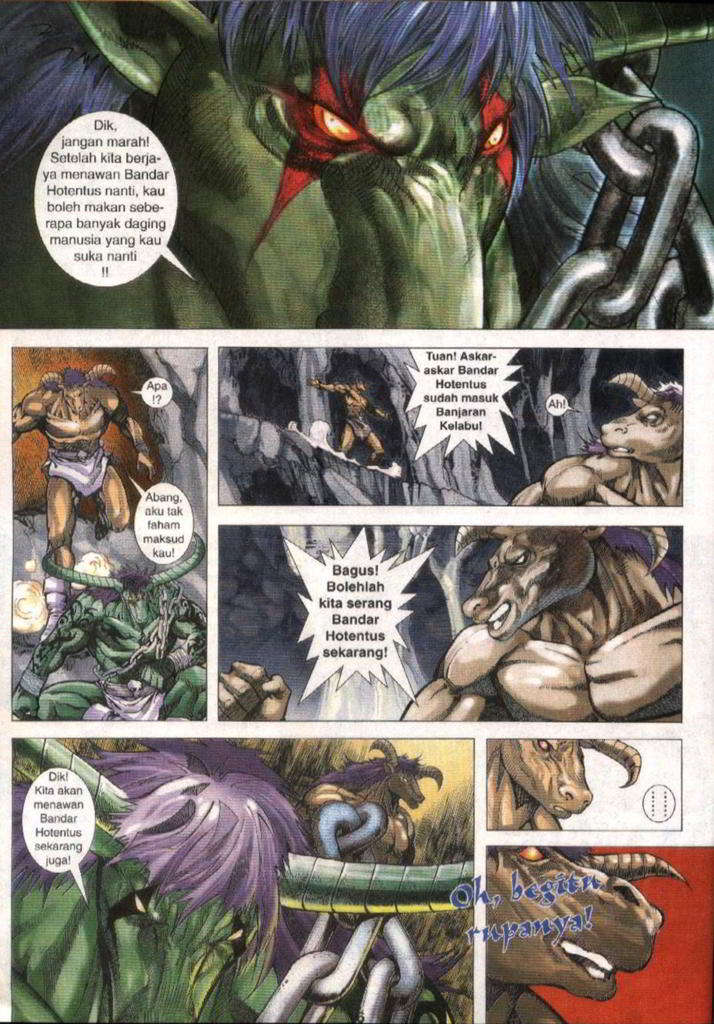 Dik,
jangan marah!
Setelah kita berja-
ya menawan Bandar
Hotentus nanti, kau
boleh makan sebe-
rapa banyak daging
manusia yang kau
suka nanti
!!
Apa
!?
Abang,
aku tak
faham
maksud
kau!
Tuan! Askar-
askar Bandar
Hotentus
sudah masuk
Banjaran
Kelabu!
Ah!
Bagus!
Bolehlah
kita serang
Bandar
Hotentus
sekarang!
Dik!
Kita akan
menawan
Bandar
Hotentus
sekarang
juga!
Oh, begitu
rupanya!